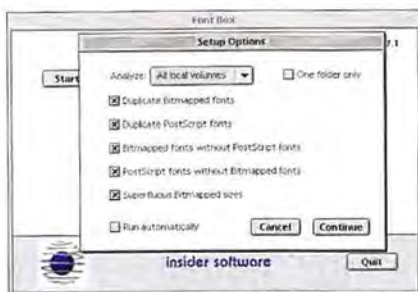 Font Box
Setup Options
7.1
Start
Analyze: All local volumes
One folder only
Duplicate Bitmapped fonts
Duplicate PostScript fonts
Bitmapped fonts without PostScript fonts
PostScript fonts without Bitmapped fonts
Superfluous Bitmapped sizes
Run automatically
Cancel
Continue
insider software
Quit